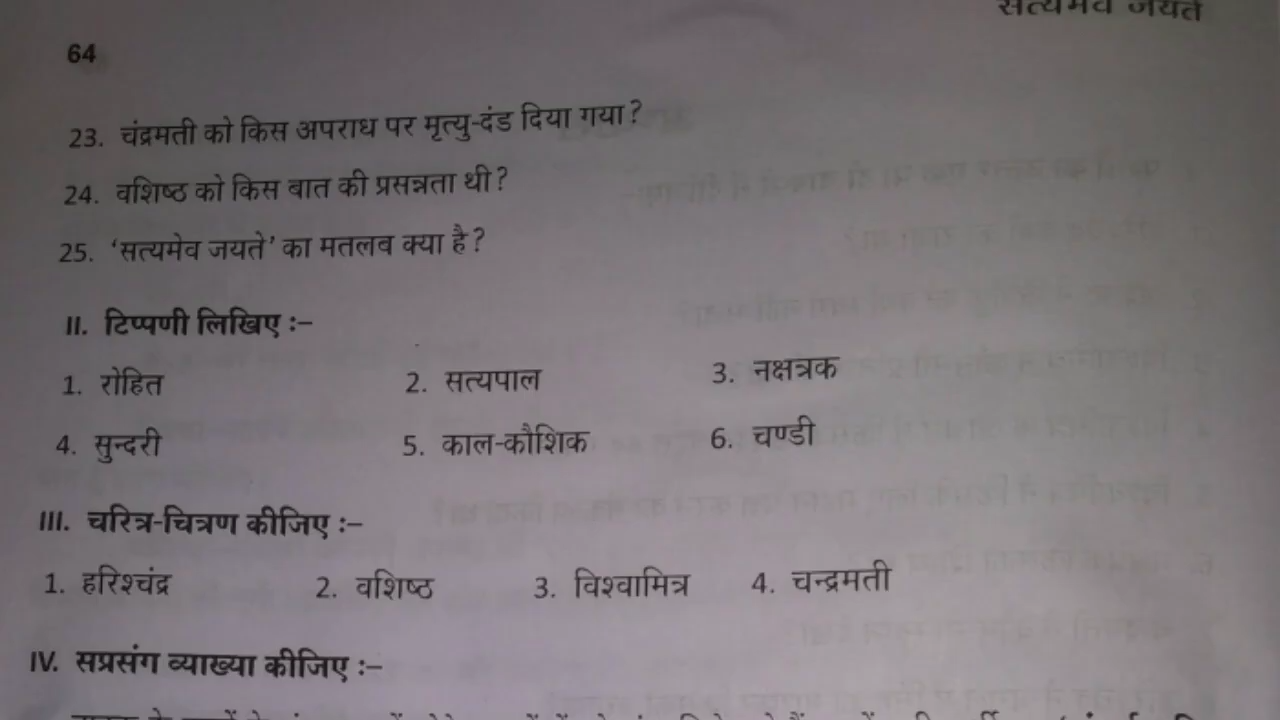 सत्यमेव जयते
64
23. चंद्रमती को किस अपराध पर मृत्यु-दंड दिया गया?
24. वशिष्ठ को किस बात की प्रसन्नता थी?
25. ‘सत्यमेव जयते’ का मतलब क्या है?
II. टिप्पणी लिखिए :–
1. रोहित 2. सत्यपाल 3. नक्षत्रक
4. सुन्दरी 5. काल-कौशिक 6. चण्डी
III. चरित्र-चित्रण कीजिए :–
1. हरिश्चंद्र 2. वशिष्ठ 3. विश्वामित्र 4. चन्द्रमती
IV. सप्रसंग व्याख्या कीजिए :–